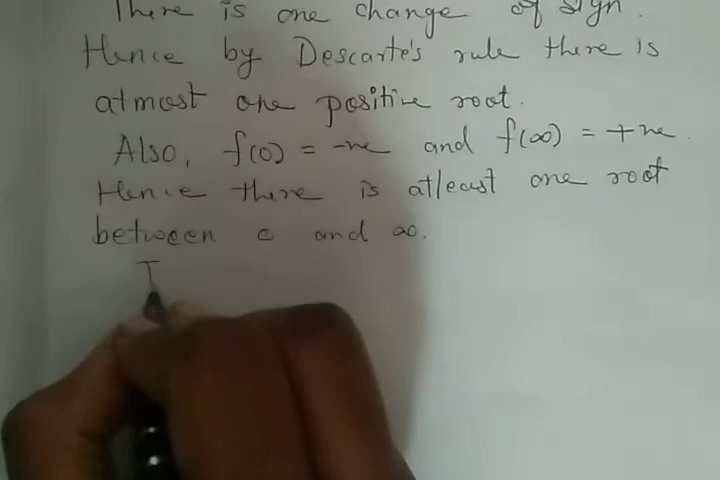 There is one change of sign.
Hence by Descarte's rule there is
atmost one positive root.
Also, f(0) = -ve and f(∞) = +ve.
Hence there is atleast one root
between 0 and ∞.
T